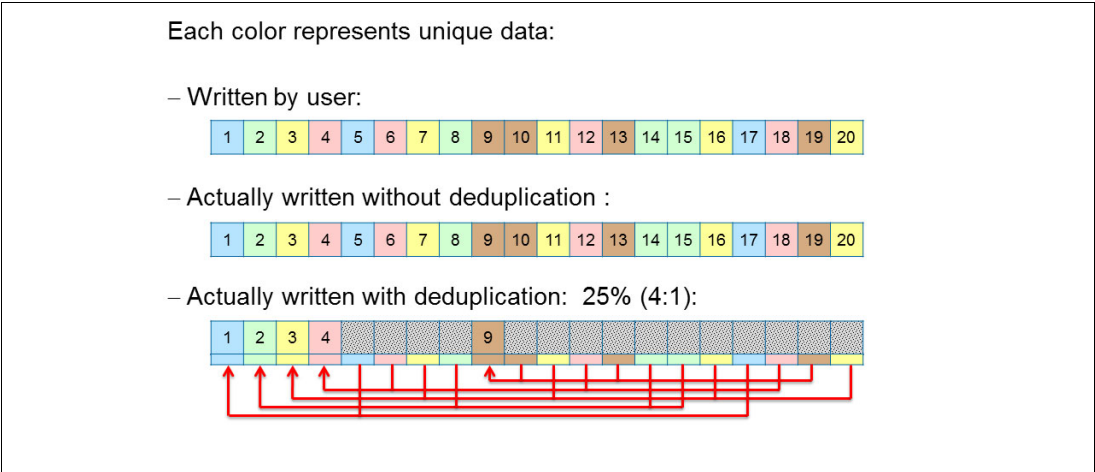 Each color represents unique data:
– Written by user:
1 2 3 4 5 6 7 8 9 10 11 12 13 14 15 16 17 18 19 20
– Actually written without deduplication :
1 2 3 4 5 6 7 8 9 10 11 12 13 14 15 16 17 18 19 20
– Actually written with deduplication: 25% (4:1):
1 2 3 4 9